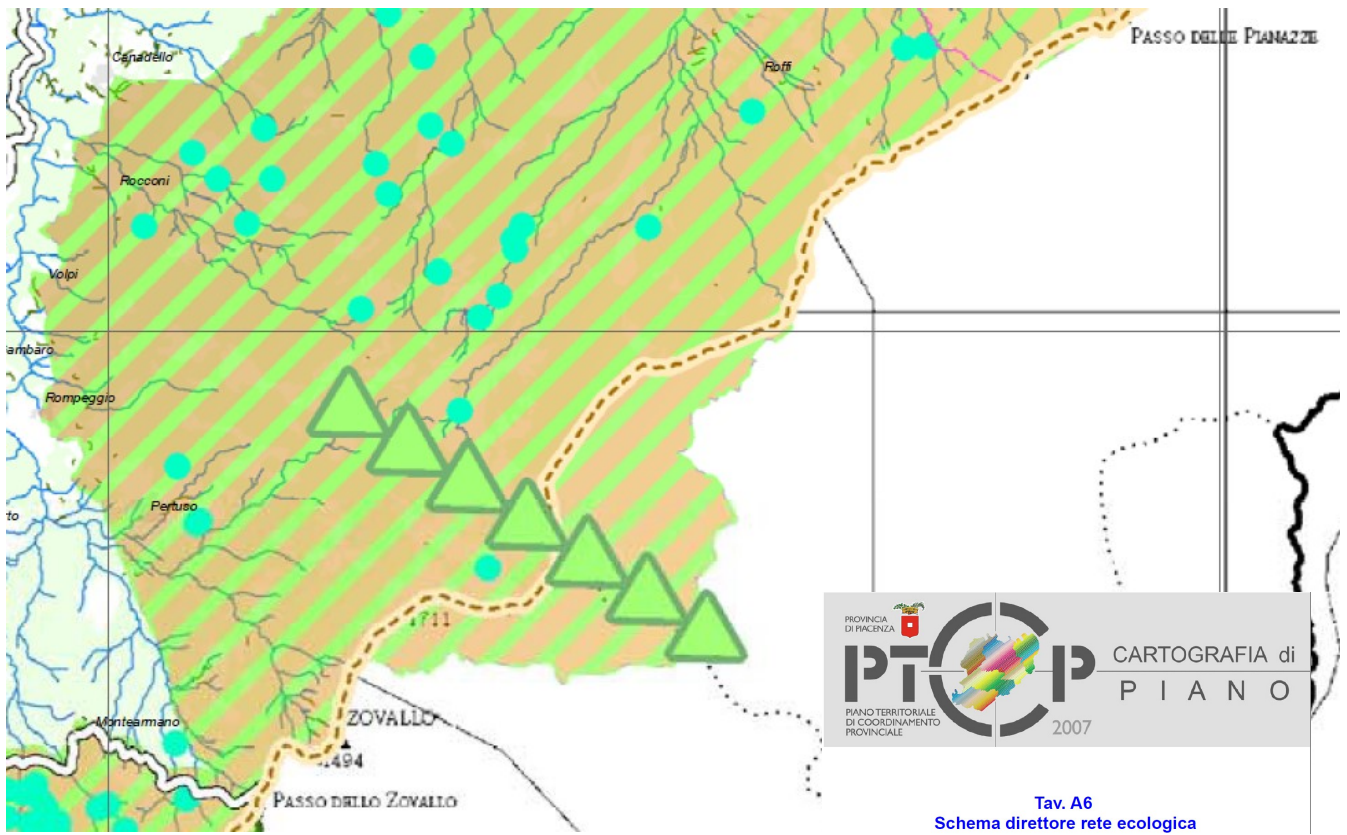 PASSO DELLE PIANAZZE
Canadello
Roffi
Rocconi
Volpi
ambaro
Rompeggio
Pertuso
rto
1711
Montearmano
ZOVALLO
1494
PASSO DELLO ZOVALLO
PROVINCIA
DI PIACENZA
PTCP
CARTOGRAFIA di
PIANO
PIANO TERRITORIALE
DI COORDINAMENTO
PROVINCIALE
2007
Tav. A6
Schema direttore rete ecologica